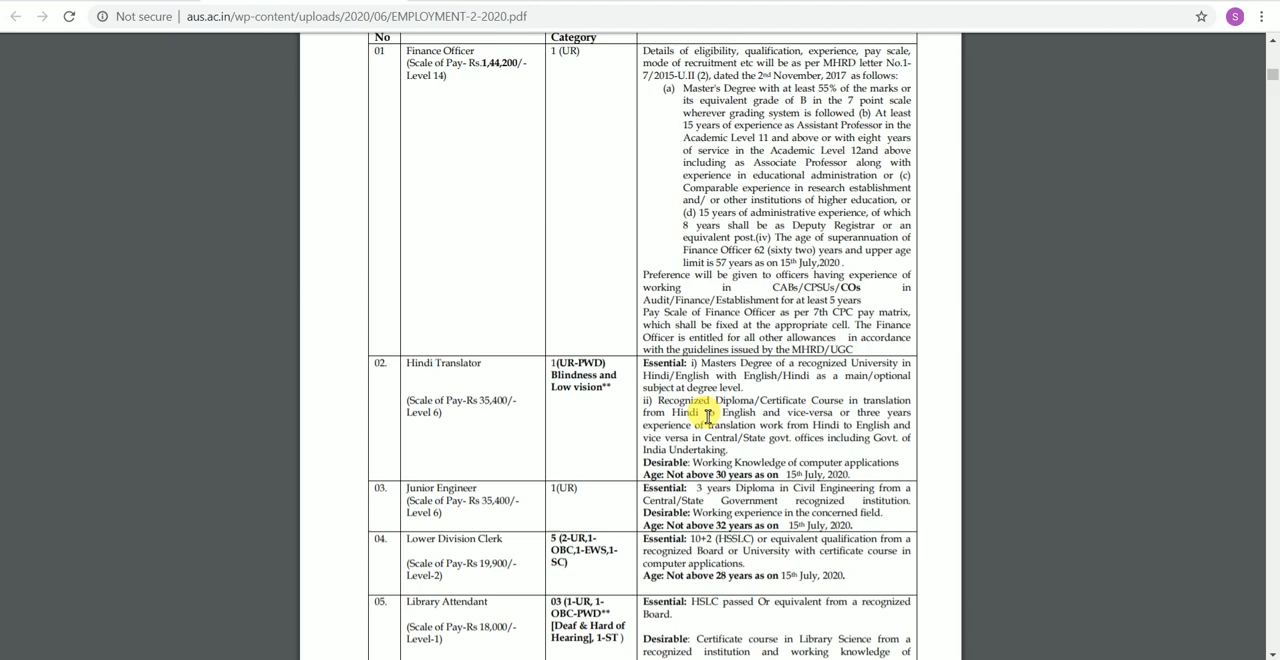 Not secure | aus.ac.in/wp-content/uploads/2020/06/EMPLOYMENT-2-2020.pdf
S
No
Category
01
Finance Officer
(Scale of Pay- Rs.1,44,200/-
Level 14)
1 (UR)
Details of eligibility, qualification, experience, pay scale,
mode of recruitment etc will be as per MHRD letter No.1-
7/2015-U.II (2), dated the 2nd November, 2017 as follows:
(a) Master's Degree with at least 55% of the marks or
its equivalent grade of B in the 7 point scale
wherever grading system is followed (b) At least
15 years of experience as Assistant Professor in the
Academic Level 11 and above or with eight years
of service in the Academic Level 12and above
including as Associate Professor along with
experience in educational administration or (c)
Comparable experience in research establishment
and/ or other institutions of higher education, or
(d) 15 years of administrative experience, of which
8 years shall be as Deputy Registrar or an
equivalent post.(iv) The age of superannuation of
Finance Officer 62 (sixty two) years and upper age
limit is 57 years as on 15th July,2020 .
Preference will be given to officers having experience of
working in CABs/CPSUs/COs in
Audit/Finance/Establishment for at least 5 years
Pay Scale of Finance Officer as per 7th CPC pay matrix,
which shall be fixed at the appropriate cell. The Finance
Officer is entitled for all other allowances in accordance
with the guidelines issued by the MHRD/UGC
02.
Hindi Translator
(Scale of Pay-Rs 35,400/-
Level 6)
1(UR-PWD)
Blindness and
Low vision**
Essential: i) Masters Degree of a recognized University in
Hindi/English with English/Hindi as a main/optional
subject at degree level.
ii) Recognized Diploma/Certificate Course in translation
from Hindi to English and vice-versa or three years
experience of translation work from Hindi to English and
vice versa in Central/State govt. offices including Govt. of
India Undertaking.
Desirable: Working Knowledge of computer applications
Age: Not above 30 years as on 15th July, 2020.
03.
Junior Engineer
(Scale of Pay- Rs 35,400/-
Level 6)
1(UR)
Essential: 3 years Diploma in Civil Engineering from a
Central/State Government recognized institution.
Desirable: Working experience in the concerned field.
Age: Not above 32 years as on 15th July, 2020.
04.
Lower Division Clerk
(Scale of Pay-Rs 19,900/-
Level-2)
5 (2-UR,1-
OBC,1-EWS,1-
SC)
Essential: 10+2 (HSSLC) or equivalent qualification from a
recognized Board or University with certificate course in
computer applications.
Age: Not above 28 years as on 15th July, 2020.
05.
Library Attendant
(Scale of Pay-Rs 18,000/-
Level-1)
03 (1-UR, 1-
OBC-PWD**
[Deaf & Hard of
Hearing], 1-ST )
Essential: HSLC passed Or equivalent from a recognized
Board.
Desirable: Certificate course in Library Science from a
recognized institution and working knowledge of